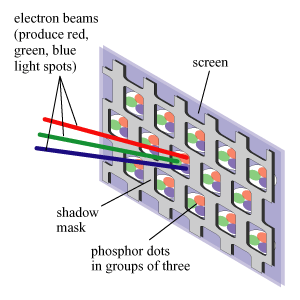 electron beams
(produce red,
green, blue
light spots)
screen
shadow
mask
phosphor dots
in groups of three